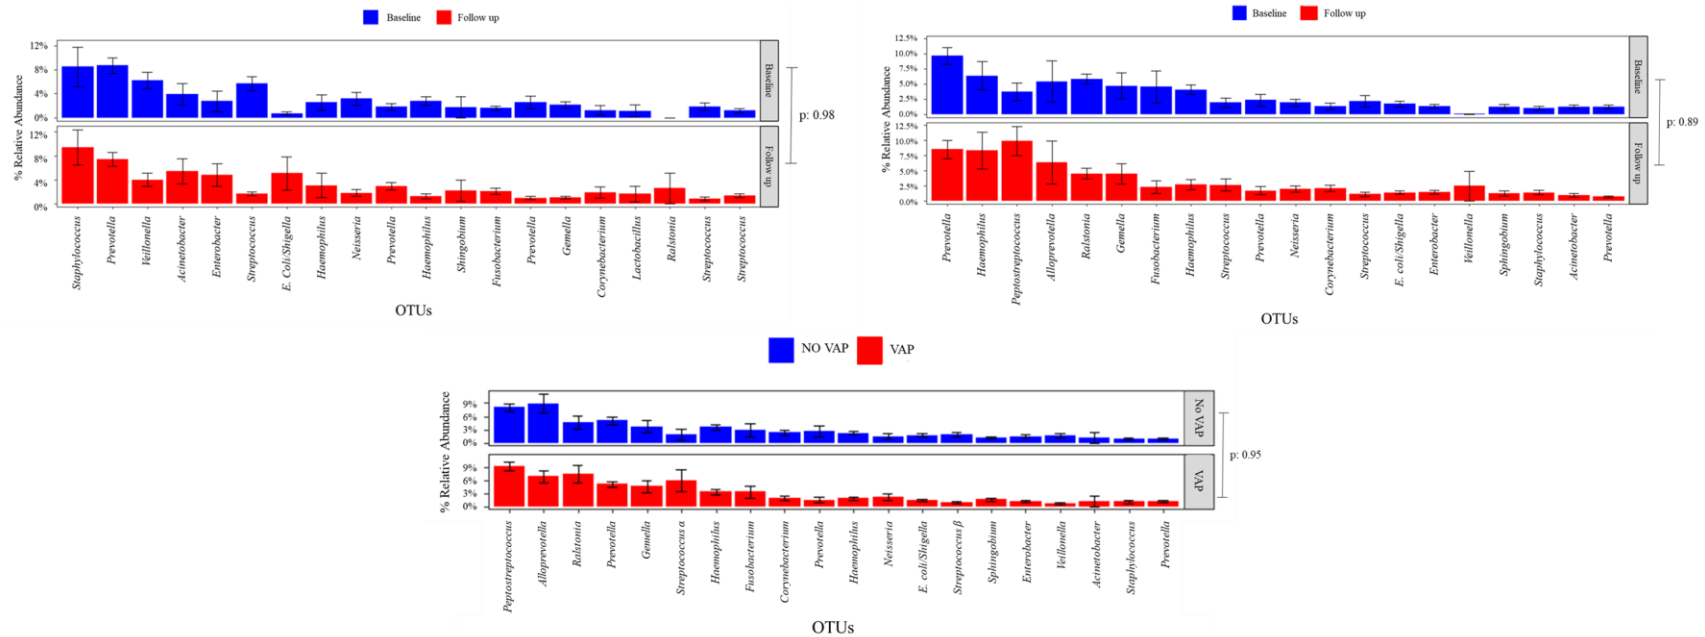 Baseline Follow up
% Relative Abundance
12%
8%
4%
0%
Baseline
12%
8%
4%
0%
Follow up
p: 0.98
Staphylococcus Prevotella Veillonella Acinetobacter Enterobacter Streptococcus E. Coli/Shigella Haemophilus Neisseria Prevotella Haemophilus Shingobium Fusobacterium Prevotella Gemella Corynebacterium Lactobacillus Ralstonia Streptococcus Streptococcus
OTUs
Baseline Follow up
% Relative Abundance
12.5%
10.0%
5.0%
2.5%
0.0%
Baseline
12.5%
10.0%
5.0%
2.5%
0.0%
Follow up
p: 0.89
Prevotella Haemophilus Peptostreptococcus Alloprevotella Ralstonia Gemella Fusobacterium Haemophilus Streptococcus Prevotella Neisseria Corynebacterium Streptococcus E. coli/Shigella Enterobacter Veilonella Sphingobium Staphylococcus Acinetobacter Prevotella
OTUs
NO VAP VAP
% Relative Abundance
9%
6%
3%
0%
No VAP
9%
6%
3%
0%
VAP
p: 0.95
Peptostreptococcus Alloprevotella Ralstonia Prevotella Gemella Streptococcus α Haemophilus Fusobacterium Corynebacterium Prevotella Haemophilus Neisseria E. coli/Shigella Streptococcus β Sphingobium Enterobacter Veillonella Acinetobacter Staphylococcus Prevotella
OTUs